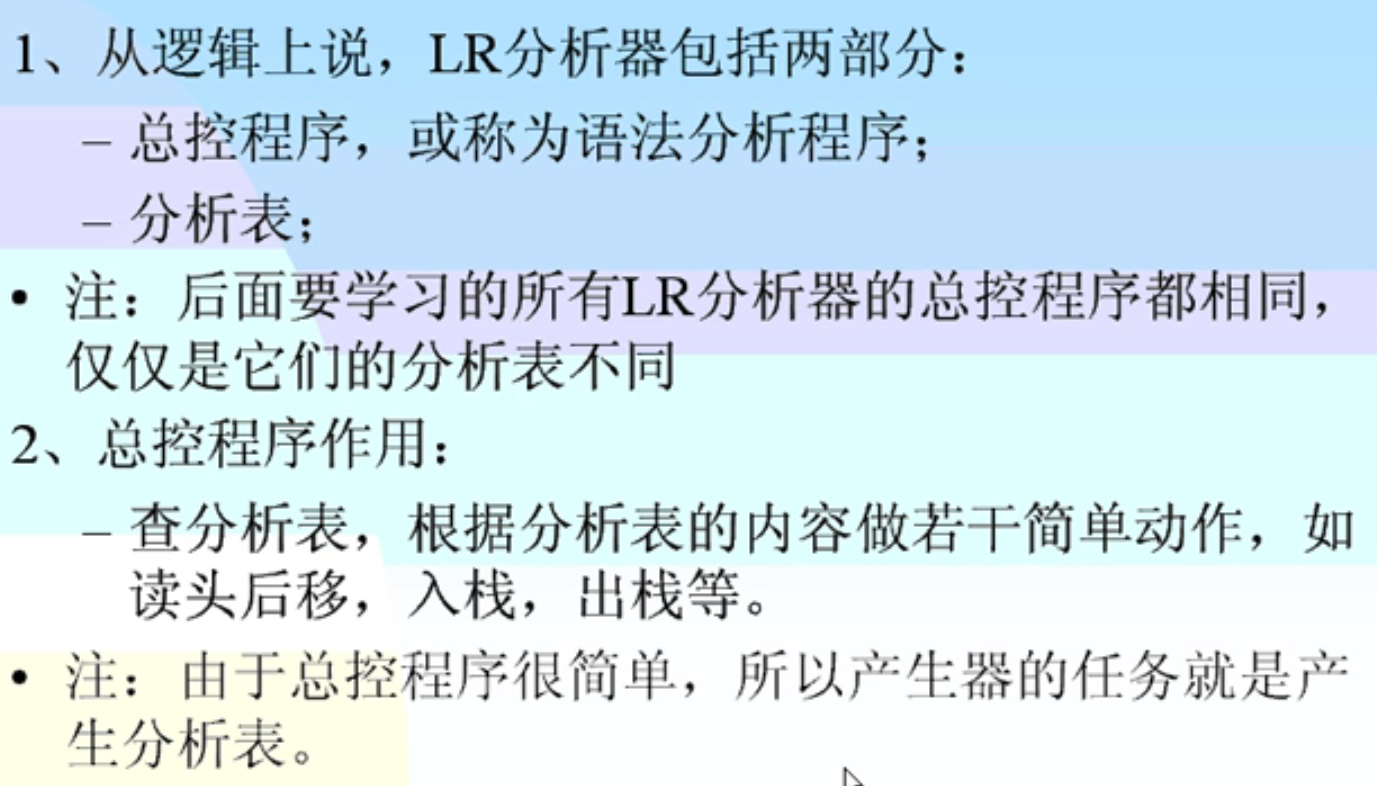 1、从逻辑上说，LR分析器包括两部分：
– 总控程序，或称为语法分析程序；
– 分析表；
• 注：后面要学习的所有LR分析器的总控程序都相同，
仅仅是它们的分析表不同
2、总控程序作用：
– 查分析表，根据分析表的内容做若干简单动作，如
读头后移，入栈，出栈等。
• 注：由于总控程序很简单，所以产生器的任务就是产
生分析表。